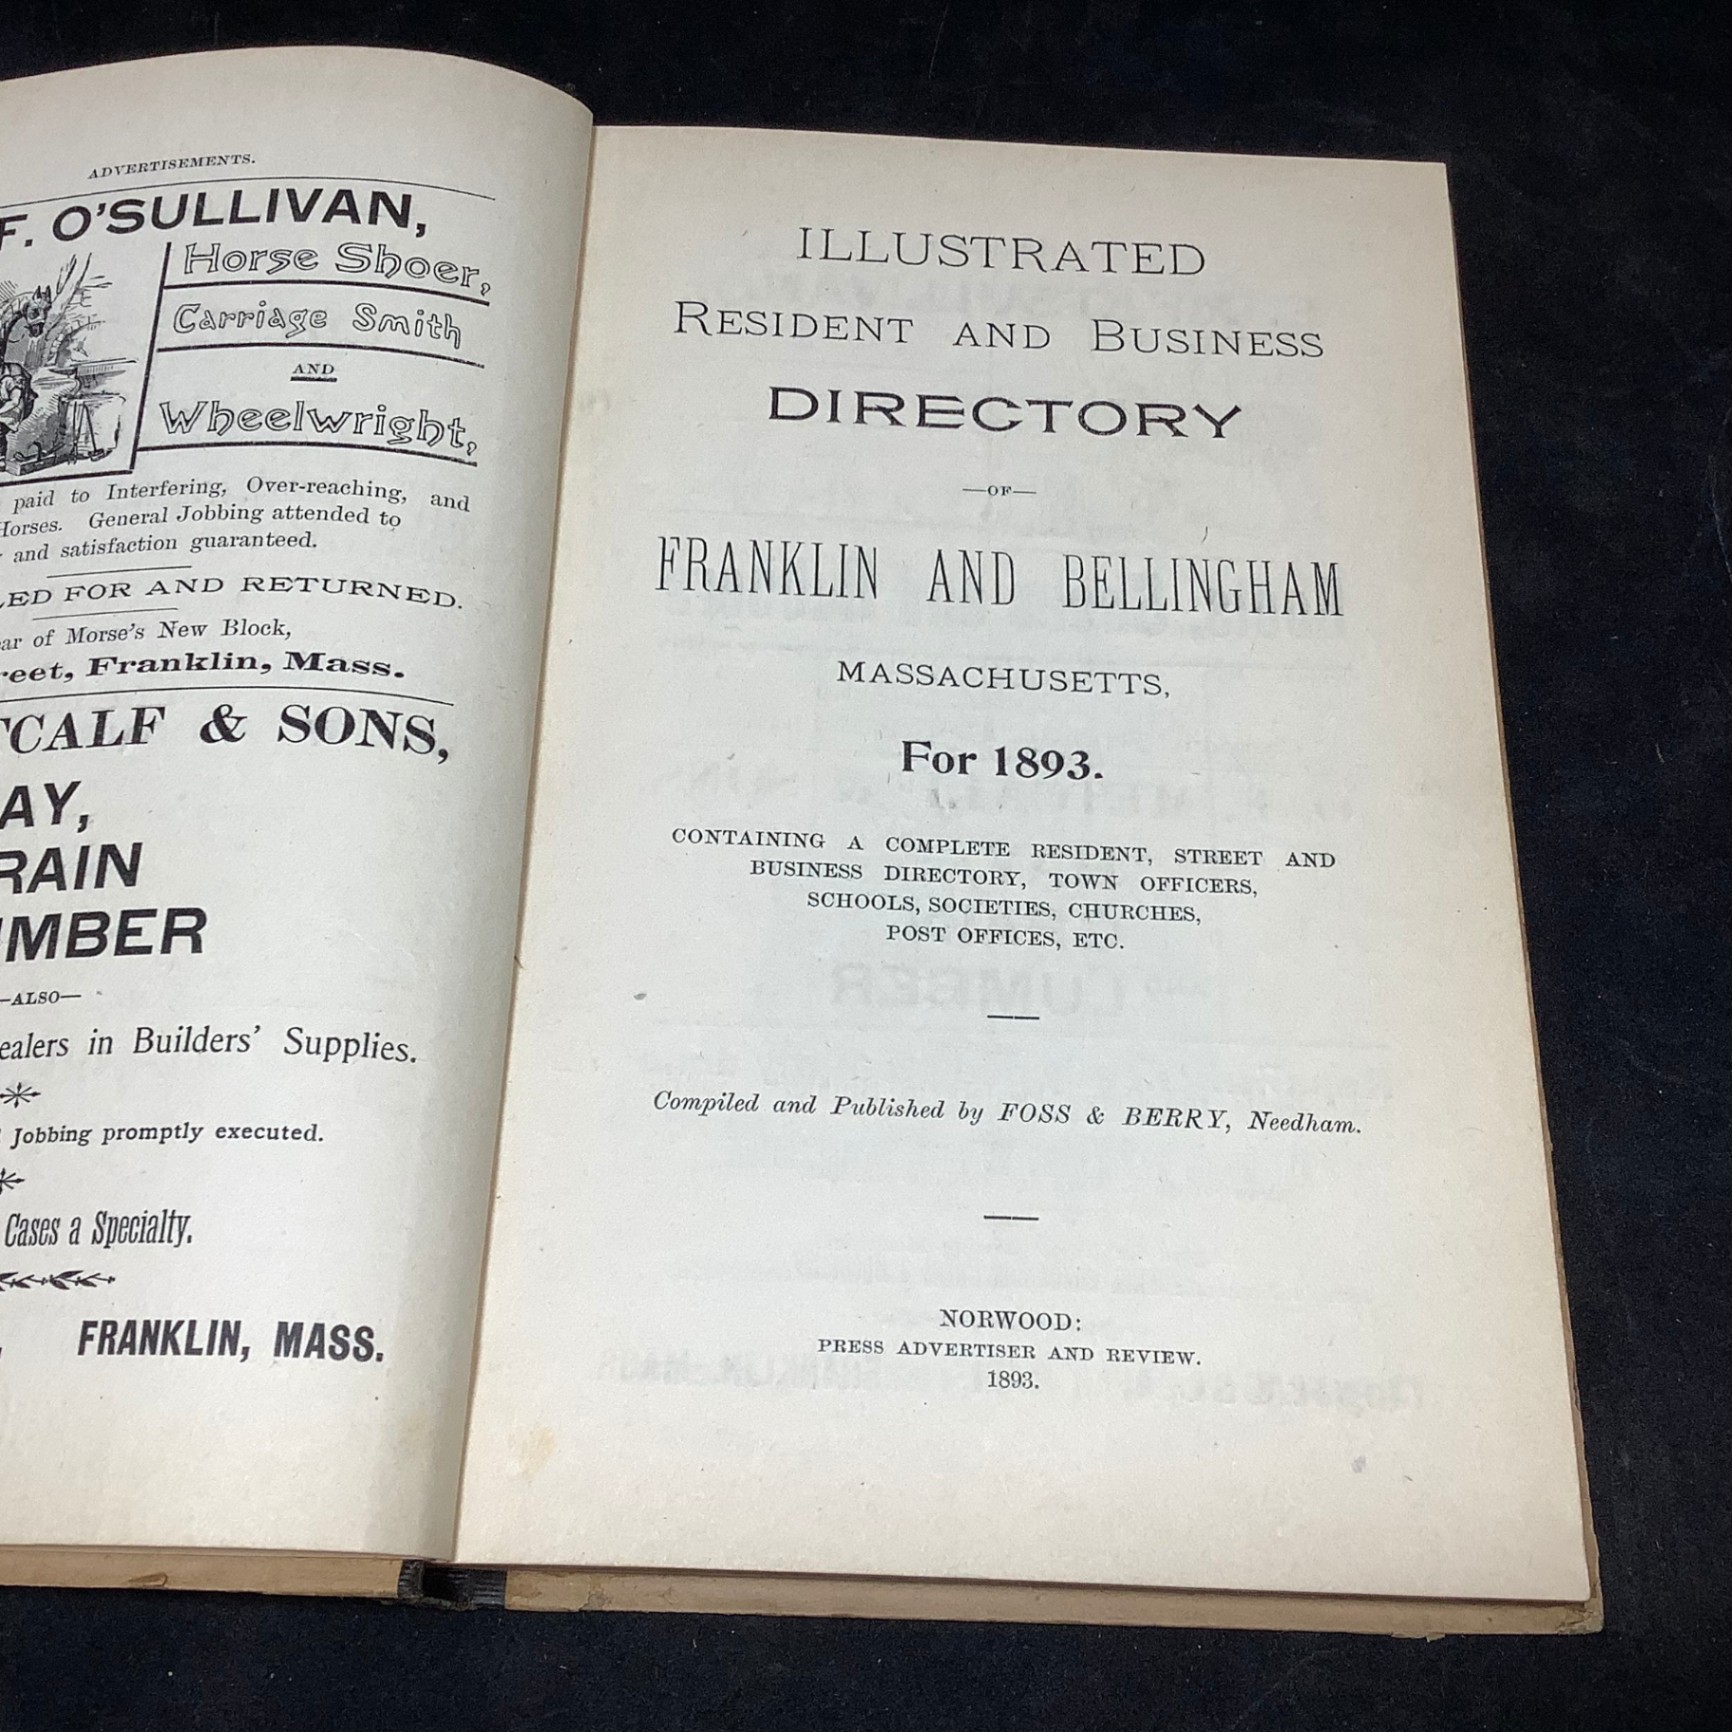 ADVERTISEMENTS.
F. O'SULLIVAN,
Horse Shoer,
Carriage Smith
AND
Wheelwright,
paid to Interfering, Over-reaching, and
Horses. General Jobbing attended to
and satisfaction guaranteed.
LED FOR AND RETURNED.
ar of Morse's New Block,
reet, Franklin, Mass.
TCALF & SONS,
AY,
RAIN
UMBER
—ALSO—
ealers in Builders' Supplies.
Jobbing promptly executed.
Cases a Specialty.
FRANKLIN, MASS.
ILLUSTRATED
RESIDENT AND BUSINESS
DIRECTORY
—OF—
FRANKLIN AND BELLINGHAM
MASSACHUSETTS,
For 1893.
CONTAINING A COMPLETE RESIDENT, STREET AND
BUSINESS DIRECTORY, TOWN OFFICERS,
SCHOOLS, SOCIETIES, CHURCHES,
POST OFFICES, ETC.
Compiled and Published by FOSS & BERRY, Needham.
NORWOOD:
PRESS ADVERTISER AND REVIEW.
1893.